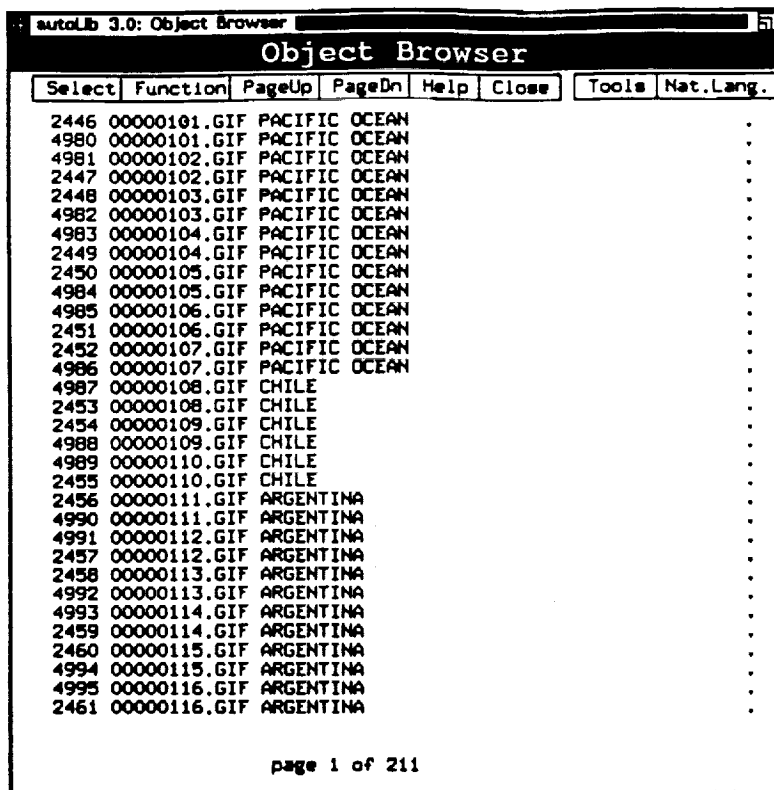 autoLib 3.0: Object Browser
Object Browser
Select Function PageUp PageDn Help Close Tools Nat.Lang.
2446 00000101.GIF PACIFIC OCEAN .
4980 00000101.GIF PACIFIC OCEAN .
4981 00000102.GIF PACIFIC OCEAN .
2447 00000102.GIF PACIFIC OCEAN .
2448 00000103.GIF PACIFIC OCEAN .
4982 00000103.GIF PACIFIC OCEAN .
4983 00000104.GIF PACIFIC OCEAN .
2449 00000104.GIF PACIFIC OCEAN .
2450 00000105.GIF PACIFIC OCEAN .
4984 00000105.GIF PACIFIC OCEAN .
4985 00000106.GIF PACIFIC OCEAN .
2451 00000106.GIF PACIFIC OCEAN .
2452 00000107.GIF PACIFIC OCEAN .
4986 00000107.GIF PACIFIC OCEAN .
4987 00000108.GIF CHILE .
2453 00000108.GIF CHILE .
2454 00000109.GIF CHILE .
4988 00000109.GIF CHILE .
4989 00000110.GIF CHILE .
2455 00000110.GIF CHILE .
2456 00000111.GIF ARGENTINA .
4990 00000111.GIF ARGENTINA .
4991 00000112.GIF ARGENTINA .
2457 00000112.GIF ARGENTINA .
2458 00000113.GIF ARGENTINA .
4992 00000113.GIF ARGENTINA .
4993 00000114.GIF ARGENTINA .
2459 00000114.GIF ARGENTINA .
2460 00000115.GIF ARGENTINA .
4994 00000115.GIF ARGENTINA .
4995 00000116.GIF ARGENTINA .
2461 00000116.GIF ARGENTINA .
page 1 of 211